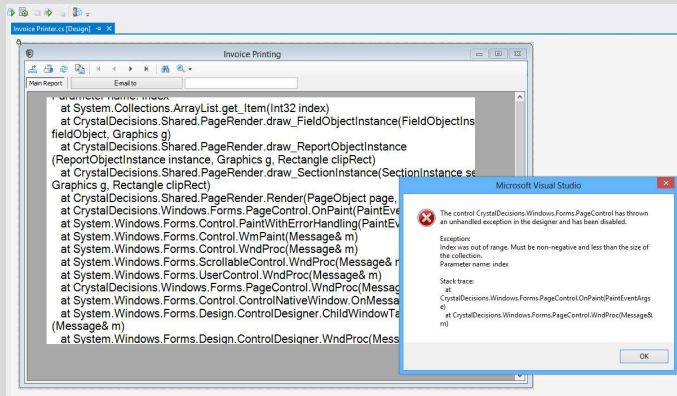 Invoice Printer.cs [Design]
Invoice Printing
Main Report
E-mail to
Parameter name: index
at System.Collections.ArrayList.get_Item(Int32 index)
at CrystalDecisions.Shared.PageRender.draw_FieldObjectInstance(FieldObjectIns
fieldObject, Graphics g)
at CrystalDecisions.Shared.PageRender.draw_ReportObjectInstance
(ReportObjectInstance instance, Graphics g, Rectangle clipRect)
at CrystalDecisions.Shared.PageRender.draw_SectionInstance(SectionInstance se
Graphics g, Rectangle clipRect)
at CrystalDecisions.Shared.PageRender.Render(PageObject page,
at CrystalDecisions.Windows.Forms.PageControl.OnPaint(PaintEve
at System.Windows.Forms.Control.PaintWithErrorHandling(PaintEv
at System.Windows.Forms.Control.WmPaint(Message& m)
at System.Windows.Forms.Control.WndProc(Message& m)
at System.Windows.Forms.ScrollableControl.WndProc(Message& m
at System.Windows.Forms.UserControl.WndProc(Message& m)
at CrystalDecisions.Windows.Forms.PageControl.WndProc(Messag
at System.Windows.Forms.Control.ControlNativeWindow.OnMessa
at System.Windows.Forms.Design.ControlDesigner.ChildWindowTa
(Message& m)
at System.Windows.Forms.Design.ControlDesigner.WndProc(Mess
Microsoft Visual Studio
The control CrystalDecisions.Windows.Forms.PageControl has thrown
an unhandled exception in the designer and has been disabled.
Exception:
Index was out of range. Must be non-negative and less than the size of
the collection.
Parameter name: index
Stack trace:
at
CrystalDecisions.Windows.Forms.PageControl.OnPaint(PaintEventArgs
e)
at CrystalDecisions.Windows.Forms.PageControl.WndProc(Message&
m)
OK